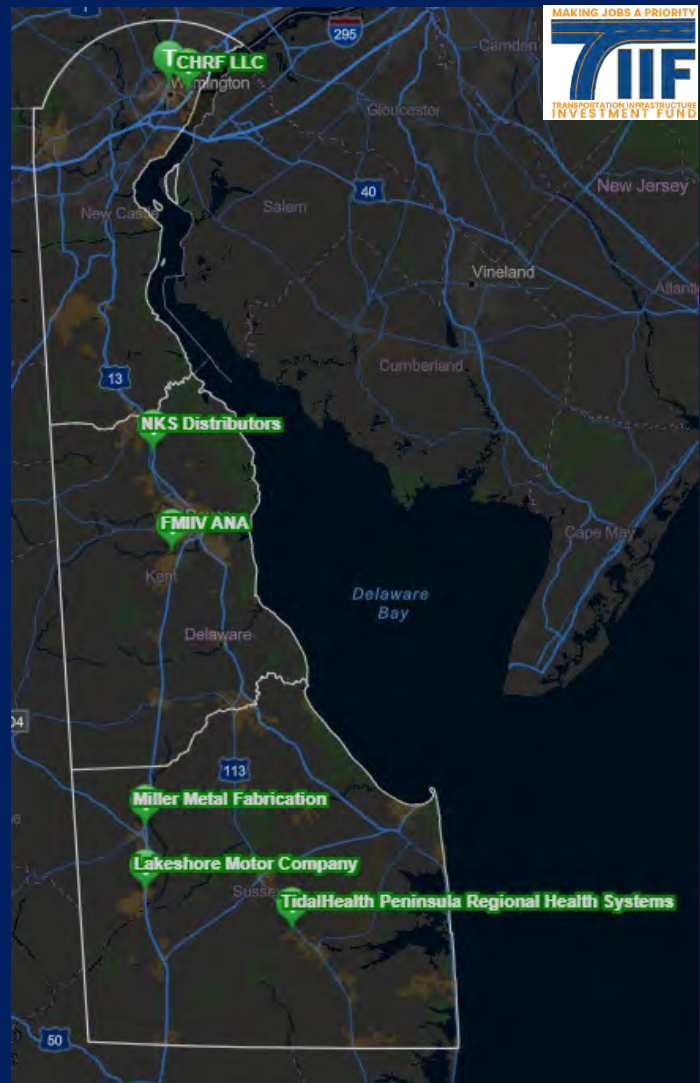 MAKING JOBS A PRIORITY
TIIF
TRANSPORTATION INFRASTRUCTURE
INVESTMENT FUND
1
295
Camden
T
CHRF LLC
Wilmington
Gloucester
40
New Jersey
New Castle
Salem
Vineland
Atlantic
Cumberland
13
NKS Distributors
FMIIV ANA
Cape May
Kent
Delaware
Bay
Delaware
04
113
Miller Metal Fabrication
Lakeshore Motor Company
Sussex
TidalHealth Peninsula Regional Health Systems
50